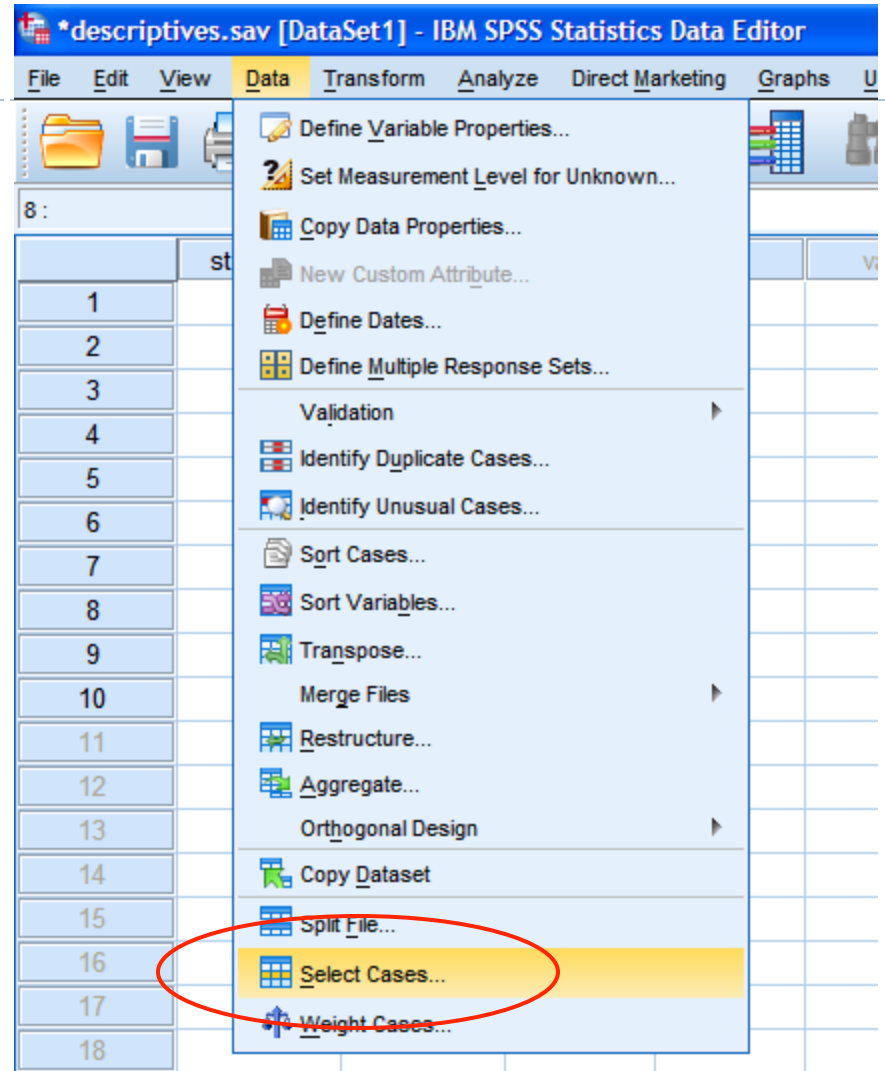 *descriptives.sav [DataSet1] - IBM SPSS Statistics Data Editor
File Edit View Data Transform Analyze Direct Marketing Graphs U
8 :
st
va
Define Variable Properties...
Set Measurement Level for Unknown...
Copy Data Properties...
New Custom Attribute...
Define Dates...
Define Multiple Response Sets...
Validation
Identify Duplicate Cases...
Identify Unusual Cases...
Sort Cases...
Sort Variables...
Transpose...
Merge Files
Restructure...
Aggregate...
Orthogonal Design
Copy Dataset
Split File...
Select Cases...
Weight Cases...
1
2
3
4
5
6
7
8
9
10
11
12
13
14
15
16
17
18